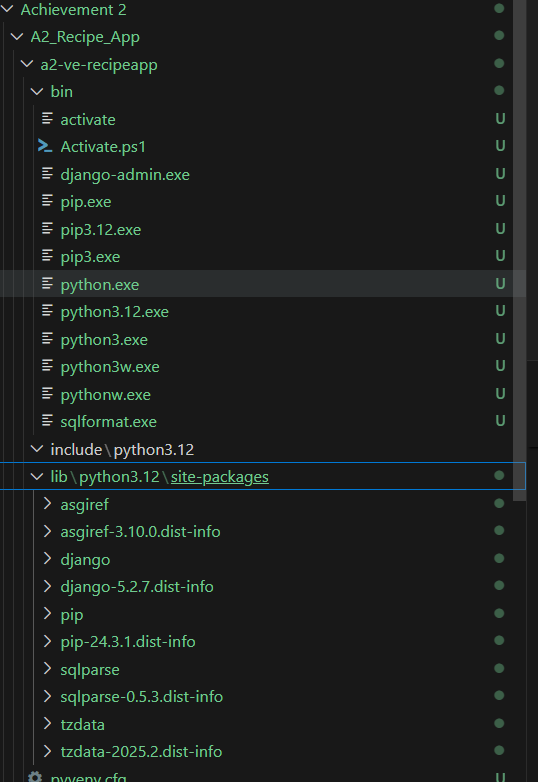 Achievement 2
A2_Recipe_App
a2-ve-recipeapp
bin
activate U
Activate.ps1 U
django-admin.exe U
pip.exe U
pip3.12.exe U
pip3.exe U
python.exe U
python3.12.exe U
python3.exe U
python3w.exe U
pythonw.exe U
sqlformat.exe U
include\python3.12
lib\python3.12\site-packages
asgiref
asgiref-3.10.0.dist-info
django
django-5.2.7.dist-info
pip
pip-24.3.1.dist-info
sqlparse
sqlparse-0.5.3.dist-info
tzdata
tzdata-2025.2.dist-info
pyvenv.cfg U